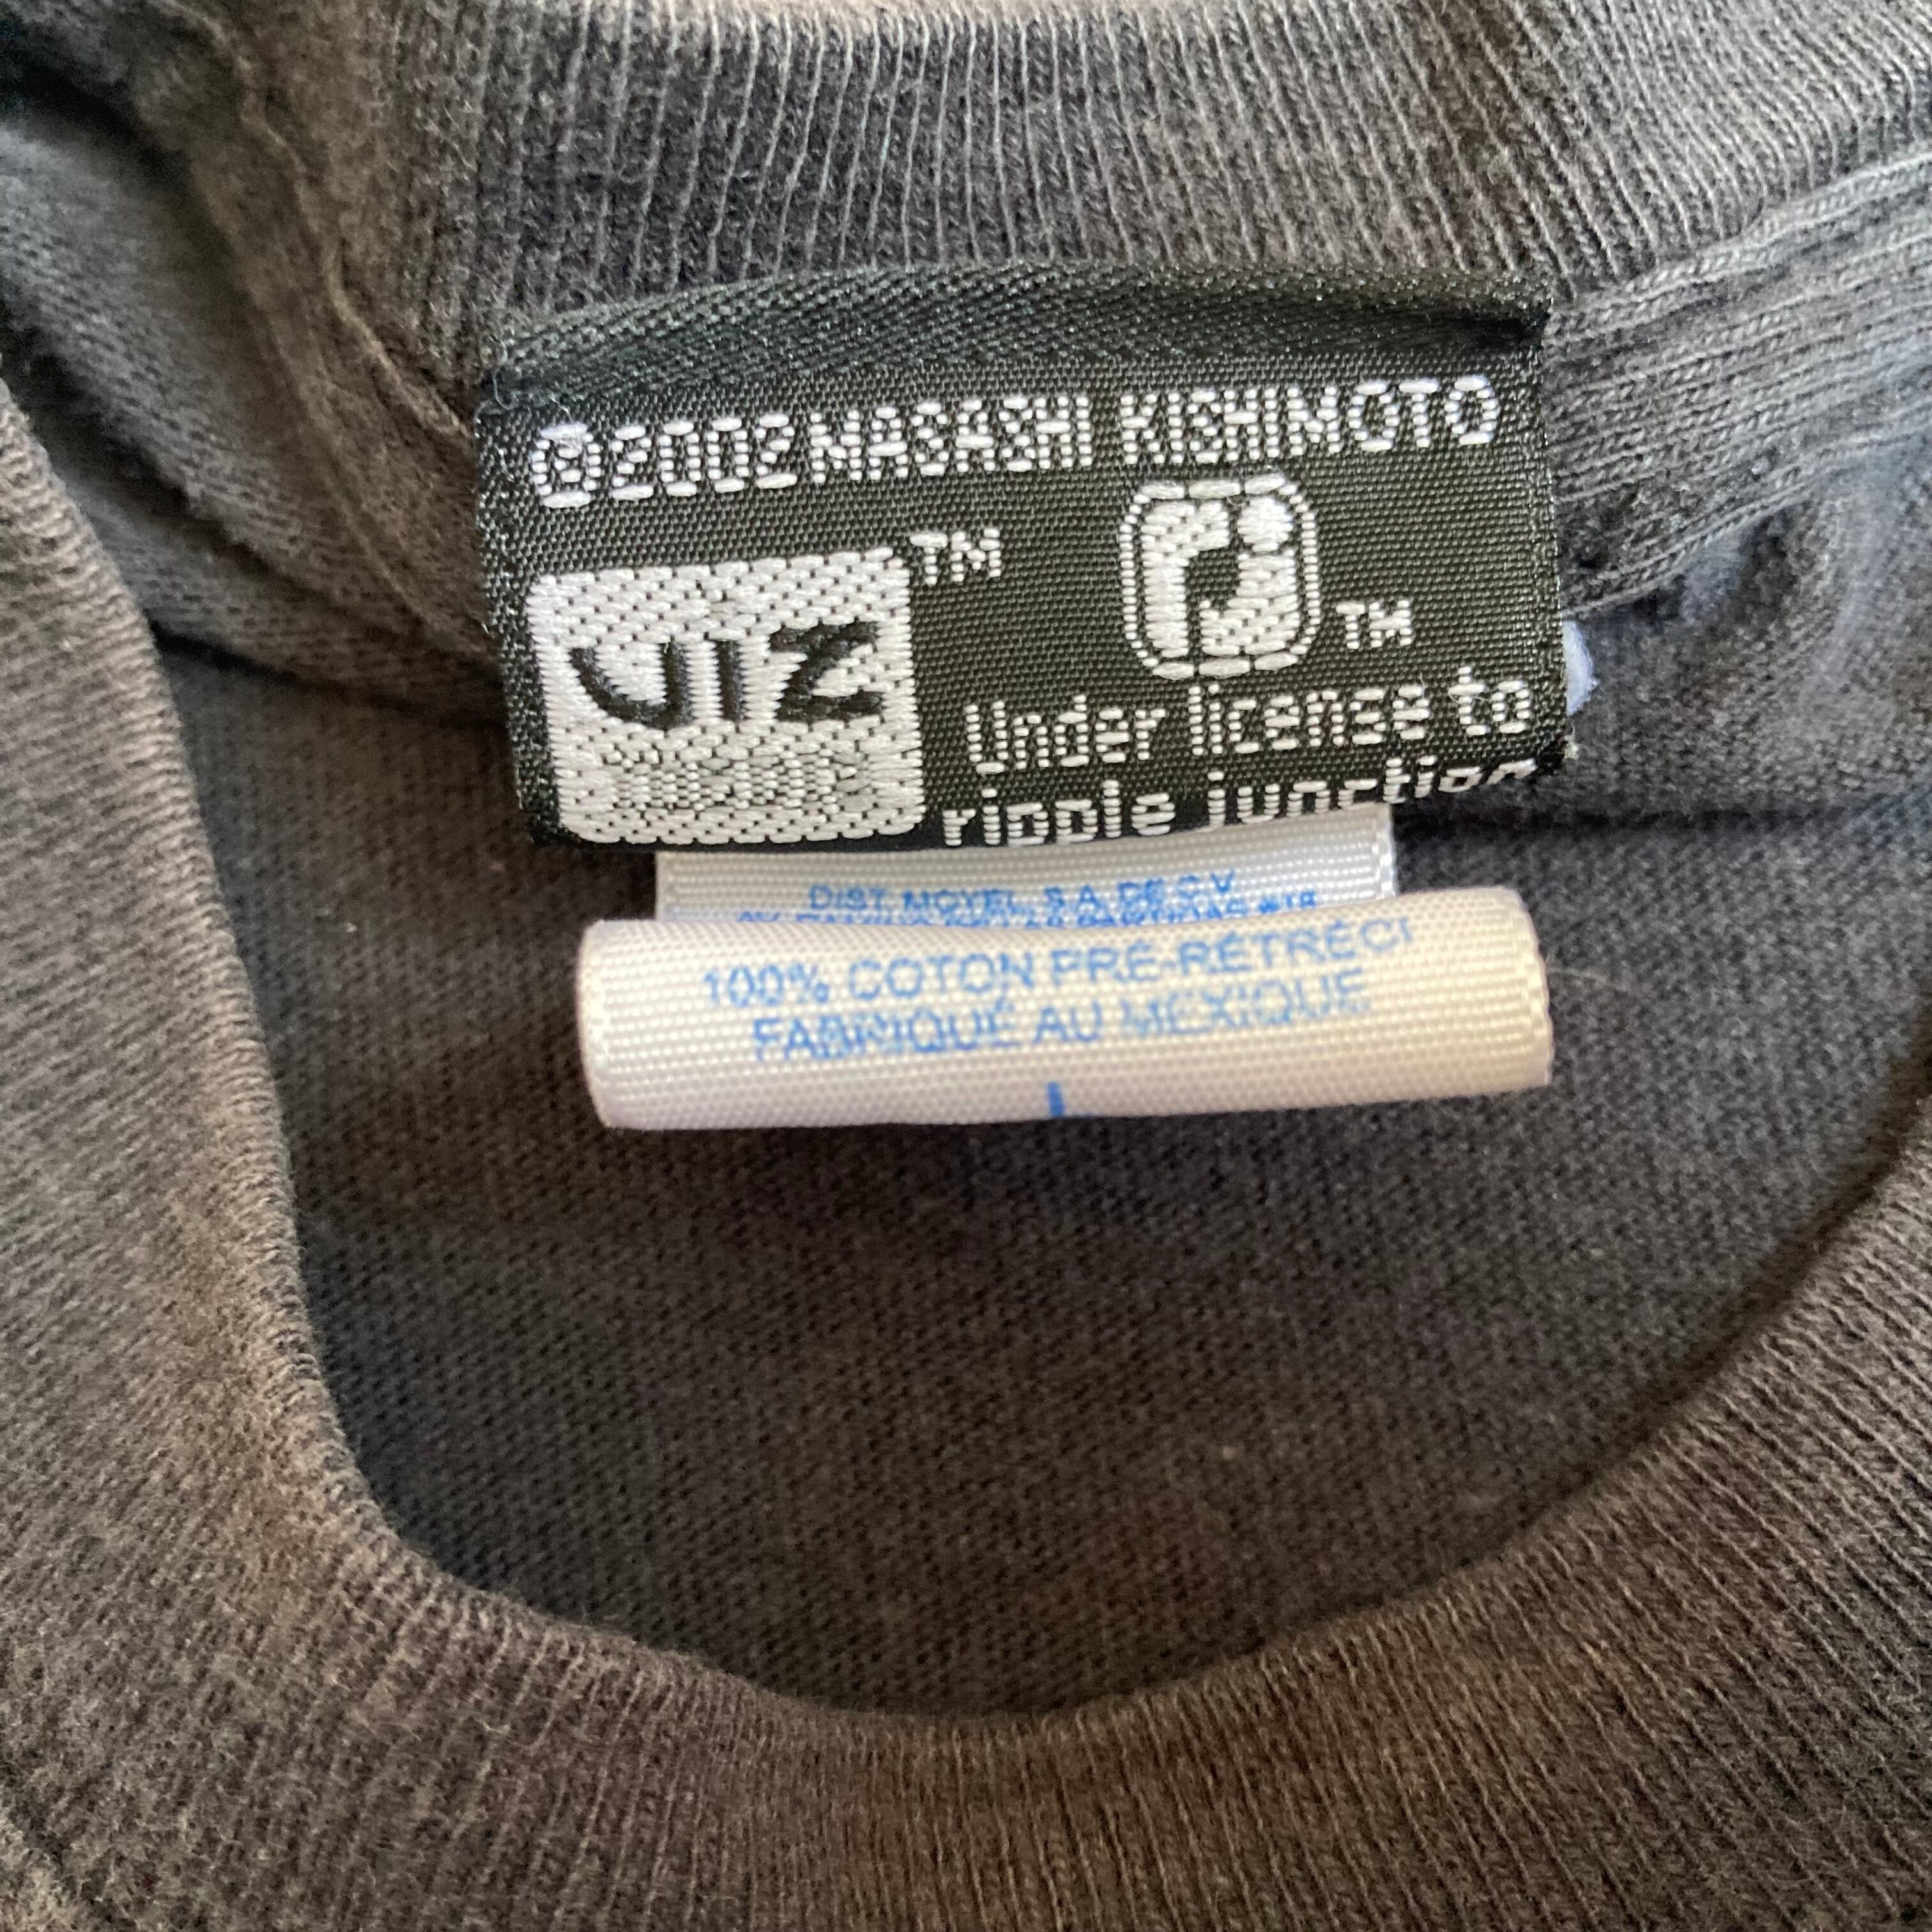 ©2002 MASASHI KISHIMOTO
TM
VIZ
rj
TM
Under license to
ripple junction
DIST. MOYEL, S.A. DE C.V.
100% COTON PRÉ-RÉTRÉCI
FABRIQUÉ AU MEXIQUE